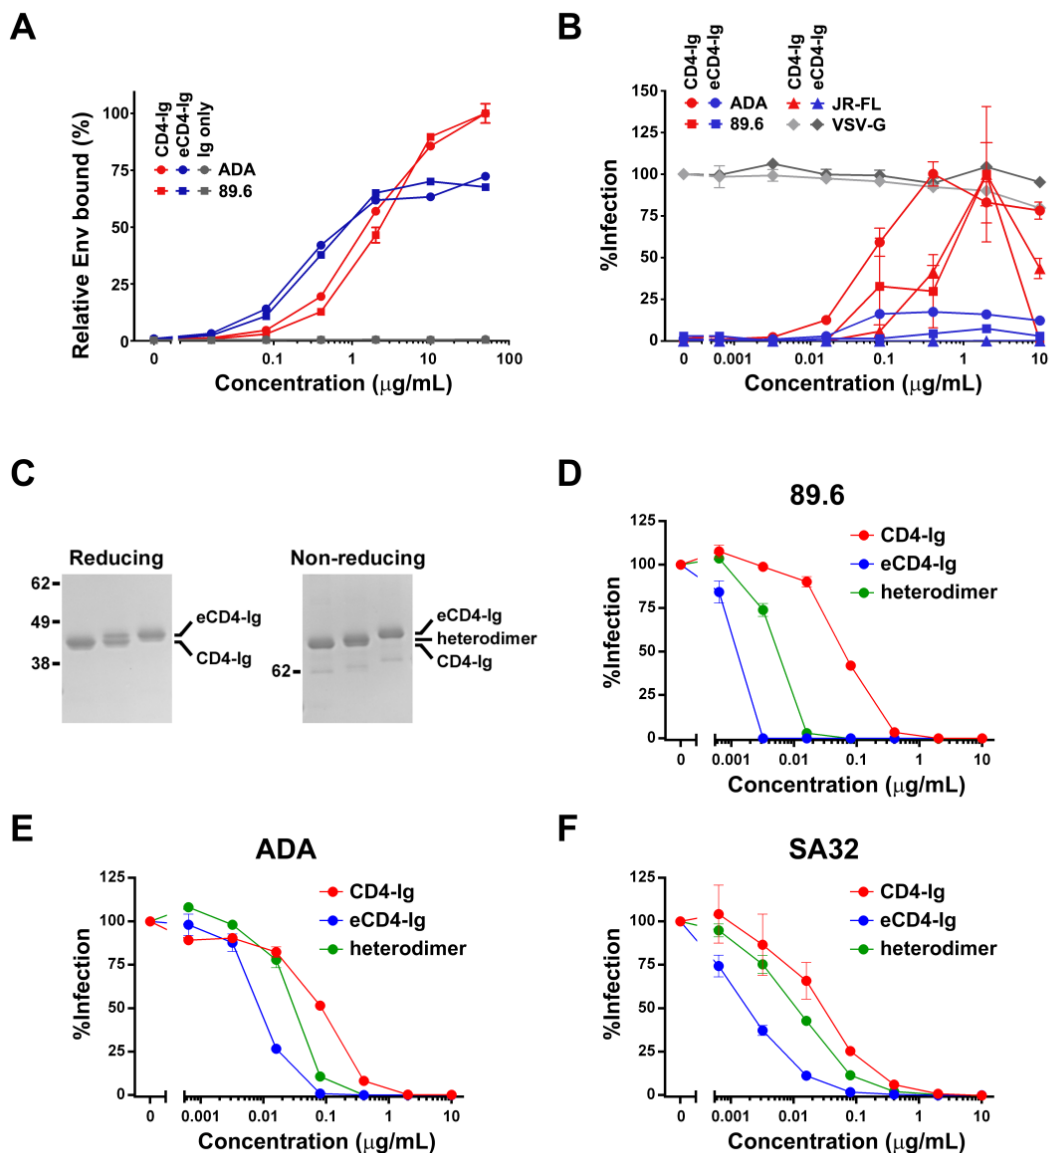 A
Relative Env bound (%)
100
75
50
25
0
CD4-Ig
eCD4-Ig
Ig only
ADA
89.6
0 0.1 1 10 100
Concentration (μg/mL)
B
%Infection
150
125
100
75
50
25
0
CD4-Ig
eCD4-Ig
CD4-Ig
eCD4-Ig
ADA JR-FL
89.6 VSV-G
0 0.001 0.01 0.1 1 10
Concentration (μg/mL)
C
Reducing
62
49
38
eCD4-Ig
CD4-Ig
Non-reducing
62
eCD4-Ig
heterodimer
CD4-Ig
D
89.6
%Infection
125
100
75
50
25
0
CD4-Ig
eCD4-Ig
heterodimer
0 0.001 0.01 0.1 1 10
Concentration (μg/mL)
E
ADA
%Infection
125
100
75
50
25
0
CD4-Ig
eCD4-Ig
heterodimer
0 0.001 0.01 0.1 1 10
Concentration (μg/mL)
F
SA32
%Infection
125
100
75
50
25
0
CD4-Ig
eCD4-Ig
heterodimer
0 0.001 0.01 0.1 1 10
Concentration (μg/mL)